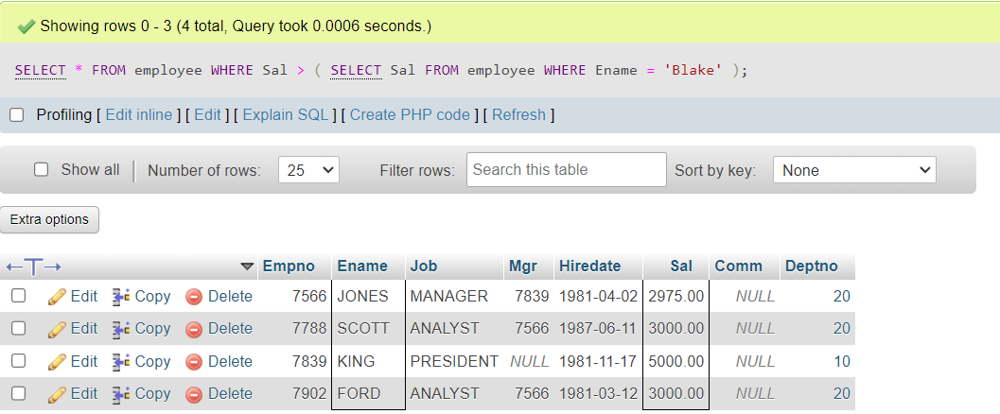 Showing rows 0 - 3 (4 total, Query took 0.0006 seconds.)
SELECT * FROM employee WHERE Sal > ( SELECT Sal FROM employee WHERE Ename = 'Blake' );
Profiling [ Edit inline ] [ Edit ] [ Explain SQL ] [ Create PHP code ] [ Refresh ]
Show all Number of rows: 25 Filter rows: Search this table Sort by key: None
Extra options
←T→ Empno Ename Job Mgr Hiredate Sal Comm Deptno
Edit Copy Delete 7566 JONES MANAGER 7839 1981-04-02 2975.00 NULL 20
Edit Copy Delete 7788 SCOTT ANALYST 7566 1987-06-11 3000.00 NULL 20
Edit Copy Delete 7839 KING PRESIDENT NULL 1981-11-17 5000.00 NULL 10
Edit Copy Delete 7902 FORD ANALYST 7566 1981-03-12 3000.00 NULL 20